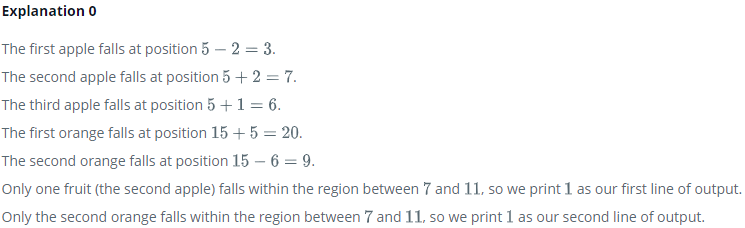 Explanation 0
The first apple falls at position 5 − 2 = 3.
The second apple falls at position 5 + 2 = 7.
The third apple falls at position 5 + 1 = 6.
The first orange falls at position 15 + 5 = 20.
The second orange falls at position 15 − 6 = 9.
Only one fruit (the second apple) falls within the region between 7 and 11, so we print 1 as our first line of output.
Only the second orange falls within the region between 7 and 11, so we print 1 as our second line of output.